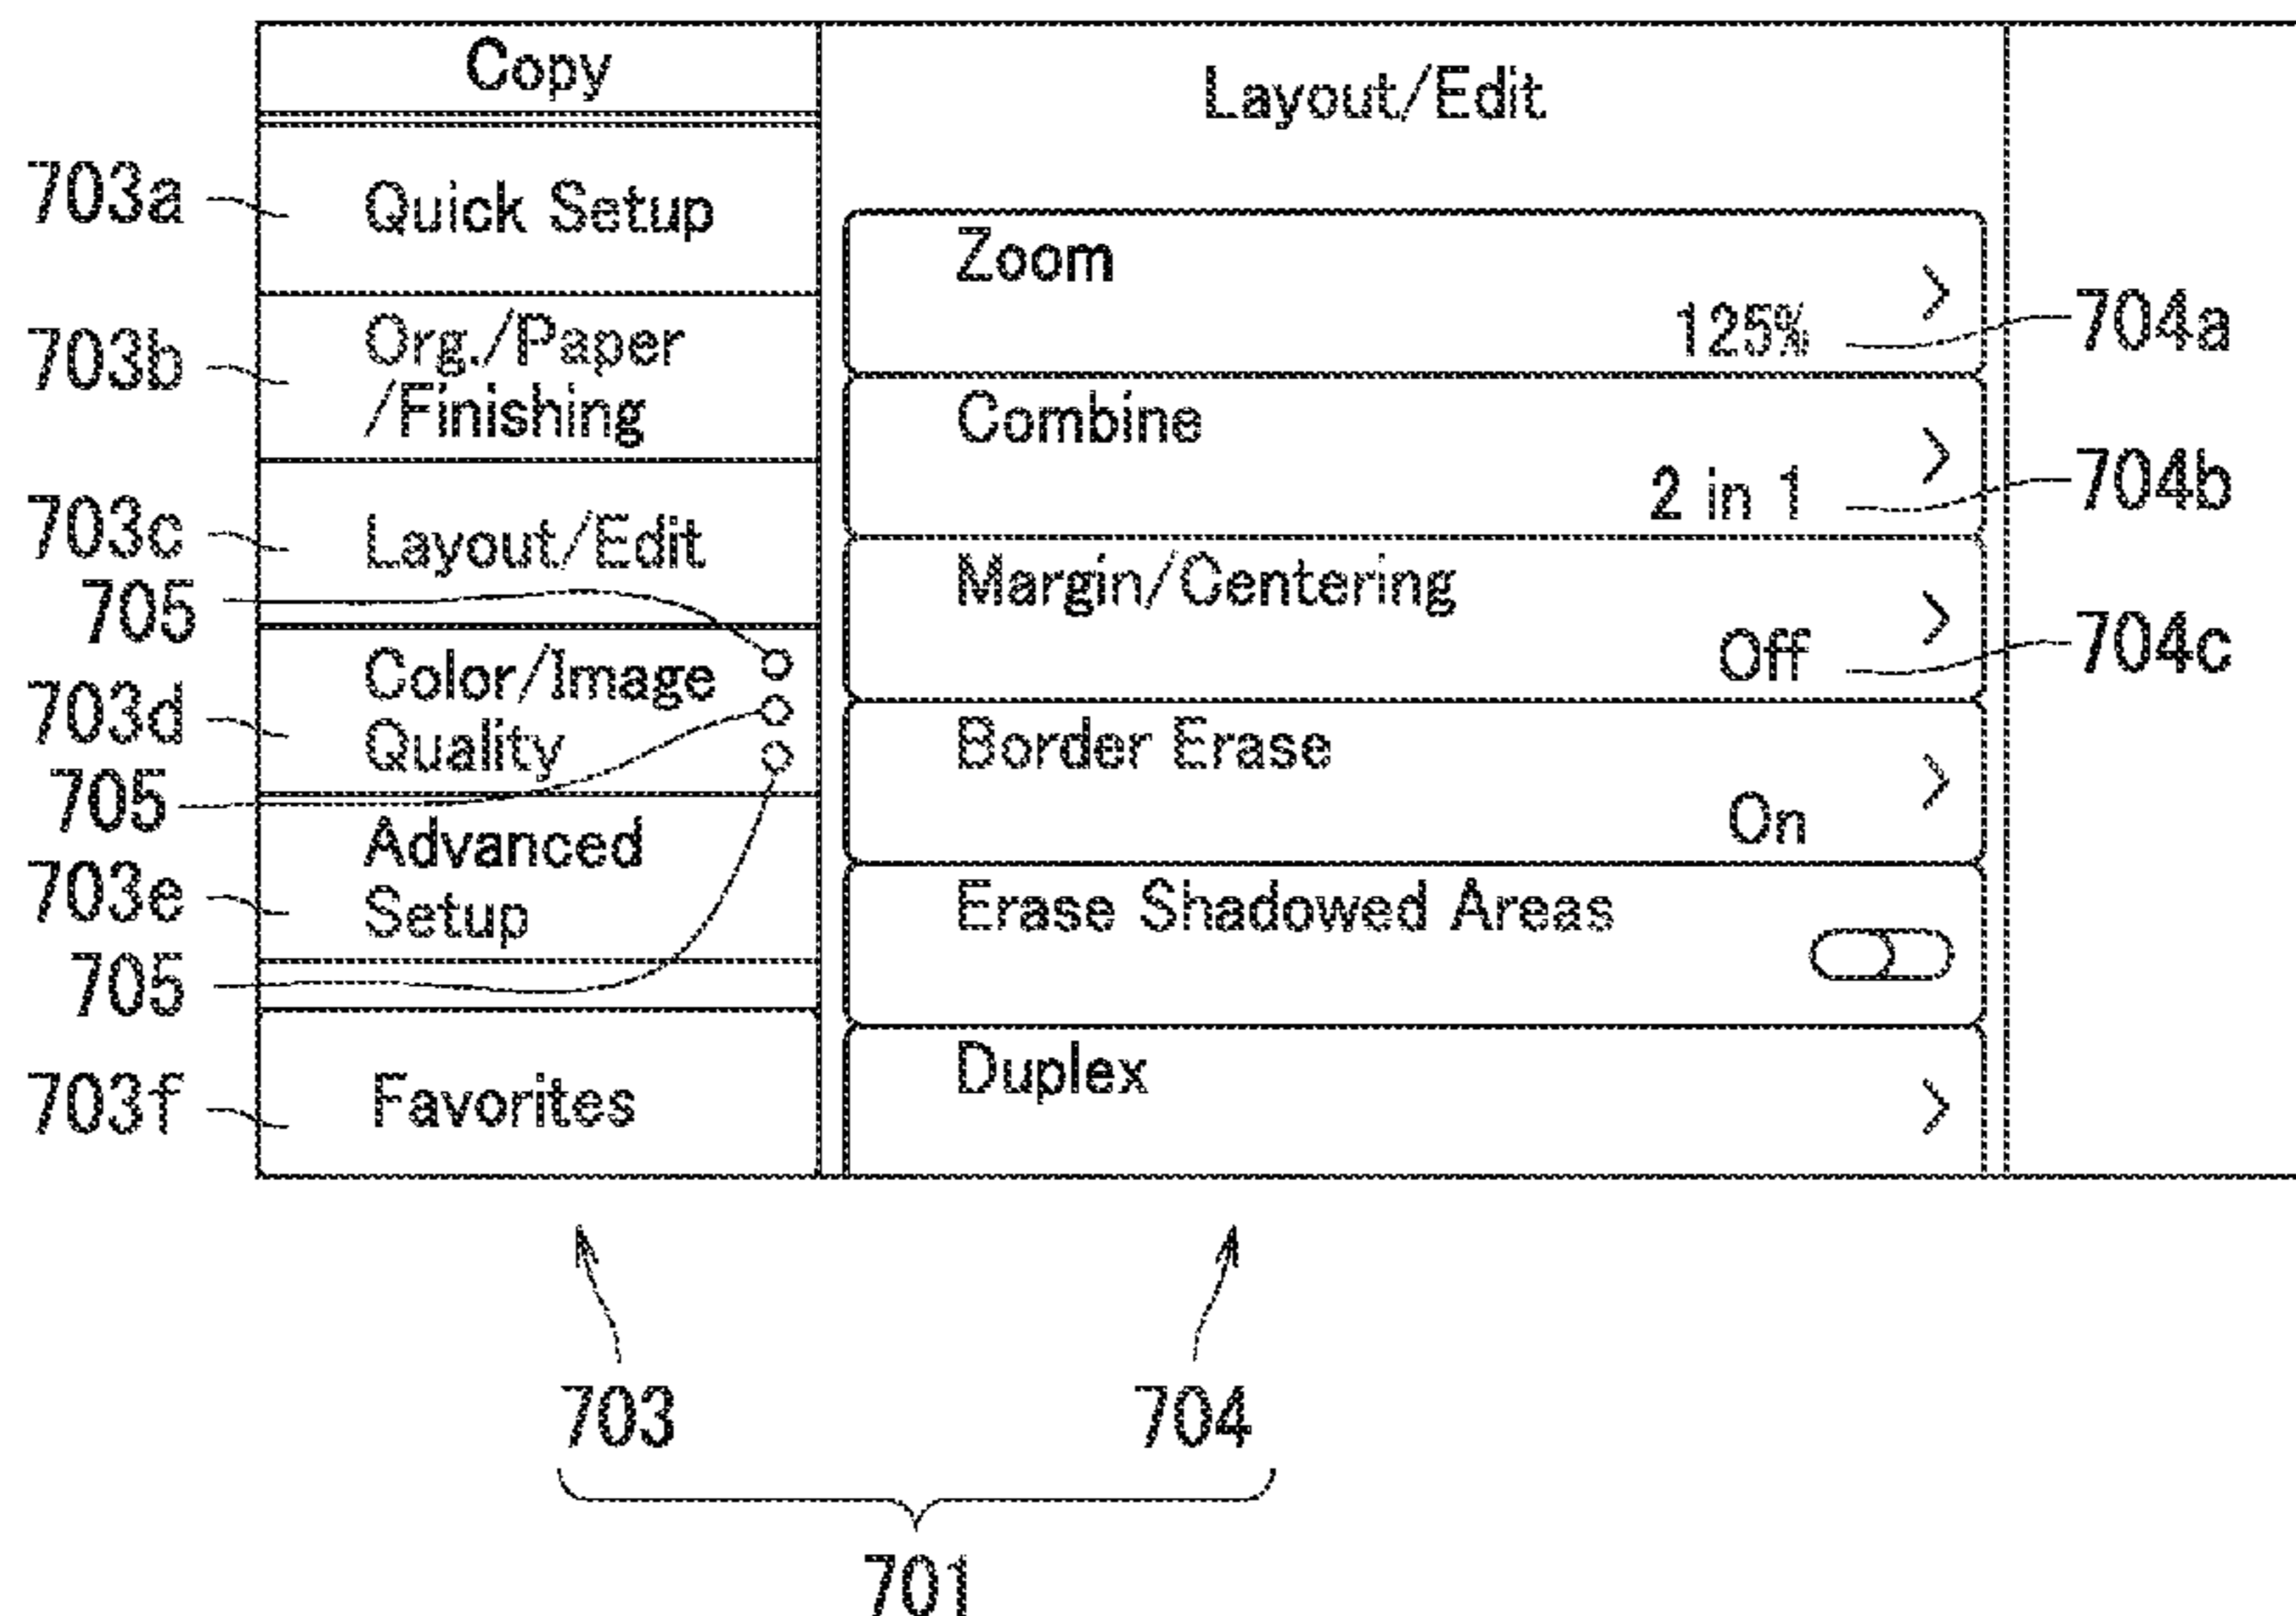 Copy
Layout/Edit
703a
Quick Setup
Zoom
125%
704a
703b
Org./Paper
/Finishing
Combine
2 in 1
704b
703c
Layout/Edit
Margin/Centering
Off
704c
705
703d
Color/Image
Quality
Border Erase
On
705
703e
Advanced
Setup
Erase Shadowed Areas
705
703f
Favorites
Duplex
703
704
701